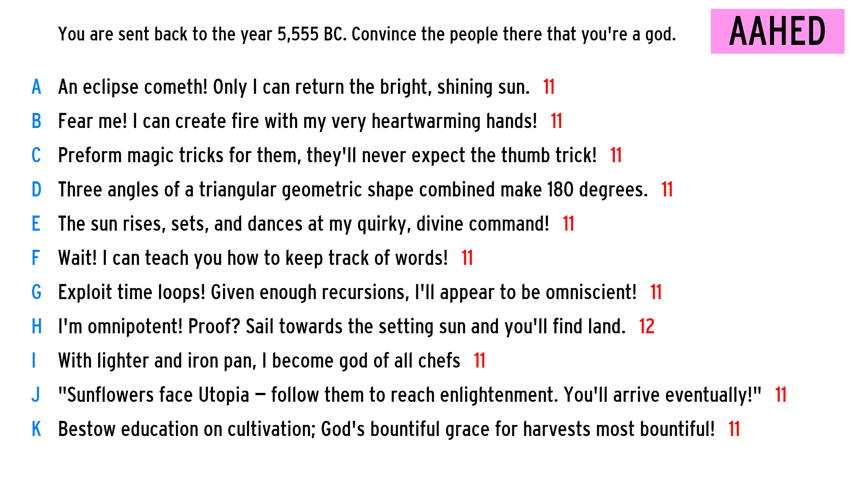 You are sent back to the year 5,555 BC. Convince the people there that you're a god.
AAHED
A An eclipse cometh! Only I can return the bright, shining sun. 11
B Fear me! I can create fire with my very heartwarming hands! 11
C Preform magic tricks for them, they'll never expect the thumb trick! 11
D Three angles of a triangular geometric shape combined make 180 degrees. 11
E The sun rises, sets, and dances at my quirky, divine command! 11
F Wait! I can teach you how to keep track of words! 11
G Exploit time loops! Given enough recursions, I'll appear to be omniscient! 11
H I'm omnipotent! Proof? Sail towards the setting sun and you'll find land. 12
I With lighter and iron pan, I become god of all chefs 11
J "Sunflowers face Utopia – follow them to reach enlightenment. You'll arrive eventually!" 11
K Bestow education on cultivation; God's bountiful grace for harvests most bountiful! 11